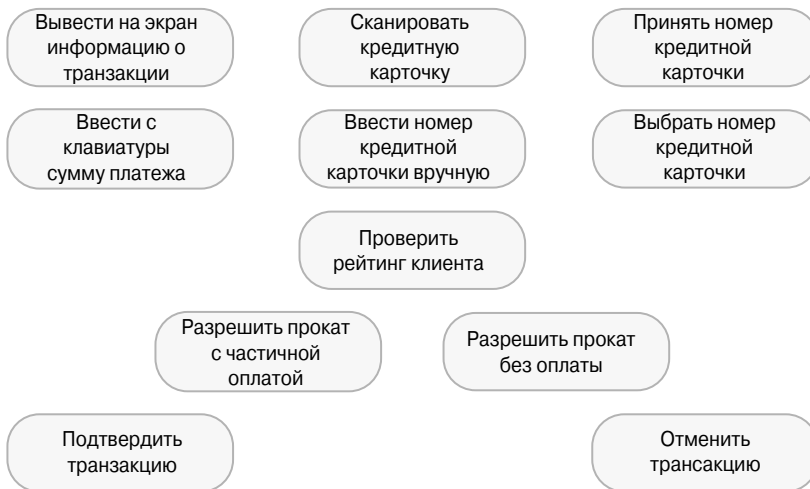 Вывести на экран
информацию о
транзакции
Сканировать
кредитную
карточку
Принять номер
кредитной
карточки
Ввести с
клавиатуры
сумму платежа
Ввести номер
кредитной
карточки вручную
Выбрать номер
кредитной
карточки
Проверить
рейтинг клиента
Разрешить прокат
с частичной
оплатой
Разрешить прокат
без оплаты
Подтвердить
транзакцию
Отменить
трансакцию